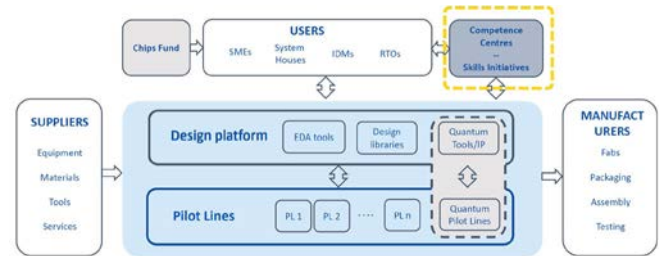 USERS
Chips Fund
SMEs
System
Houses
IDMs
RTOs
Competence
Centres
--
Skills Initiatives
SUPPLIERS
Equipment
Materials
Tools
Services
Design platform
EDA tools
Design
libraries
Quantum
Tools/IP
Pilot Lines
PL 1
PL 2
....
PL n
Quantum
Pilot Lines
MANUFACT
URERS
Fabs
Packaging
Assembly
Testing